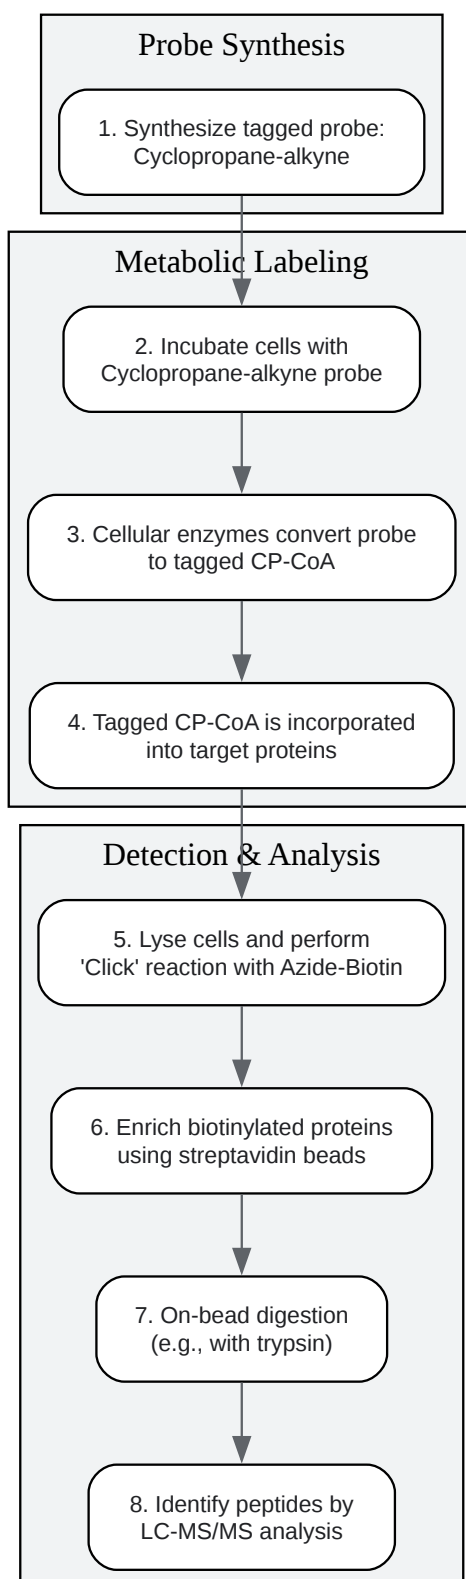 Probe Synthesis
1. Synthesize tagged probe:
Cyclopropane-alkyne
Metabolic Labeling
2. Incubate cells with
Cyclopropane-alkyne probe
3. Cellular enzymes convert probe
to tagged CP-CoA
4. Tagged CP-CoA is incorporated
into target proteins
Detection & Analysis
5. Lyse cells and perform
'Click' reaction with Azide-Biotin
6. Enrich biotinylated proteins
using streptavidin beads
7. On-bead digestion
(e.g., with trypsin)
8. Identify peptides by
LC-MS/MS analysis